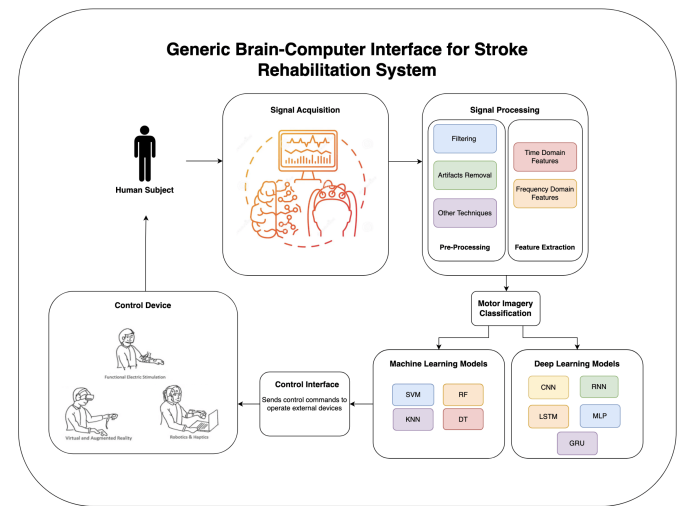 Generic Brain-Computer Interface for Stroke
Rehabilitation System
Human Subject
Signal Acquisition
Signal Processing
Filtering
Artifacts Removal
Other Techniques
Pre-Processing
Time Domain
Features
Frequency Domain
Features
Feature Extraction
Motor Imagery
Classification
Machine Learning Models
SVM
RF
KNN
DT
Deep Learning Models
CNN
RNN
LSTM
MLP
GRU
Control Interface
Sends control commands to
operate external devices
Control Device
Functional Electric Stimulation
Virtual and Augmented Reality
Robotics & Haptics